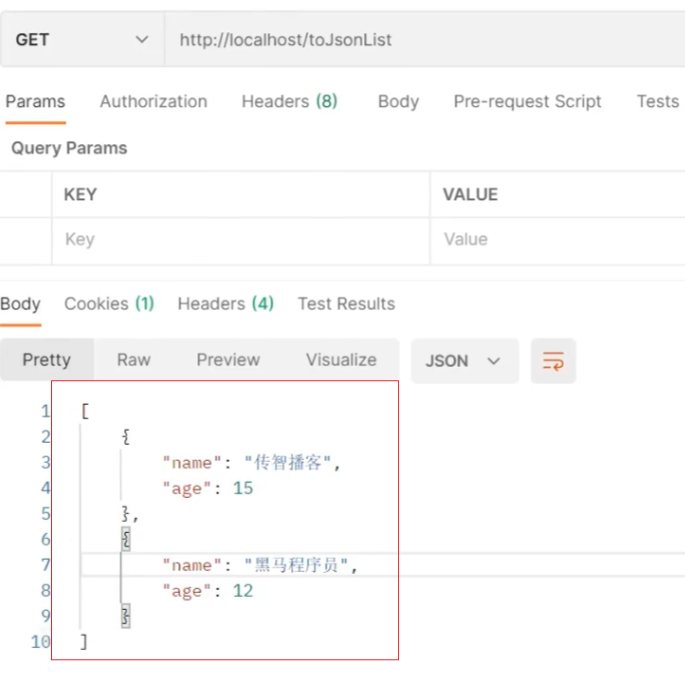 GET http://localhost/toJsonList
Params Authorization Headers (8) Body Pre-request Script Tests
Query Params
KEY VALUE
Key Value
Body Cookies (1) Headers (4) Test Results
Pretty Raw Preview Visualize JSON
1 [
2 {
3 "name": "传智播客",
4 "age": 15
5 },
6 {
7 "name": "黑马程序员",
8 "age": 12
9 }
10 ]